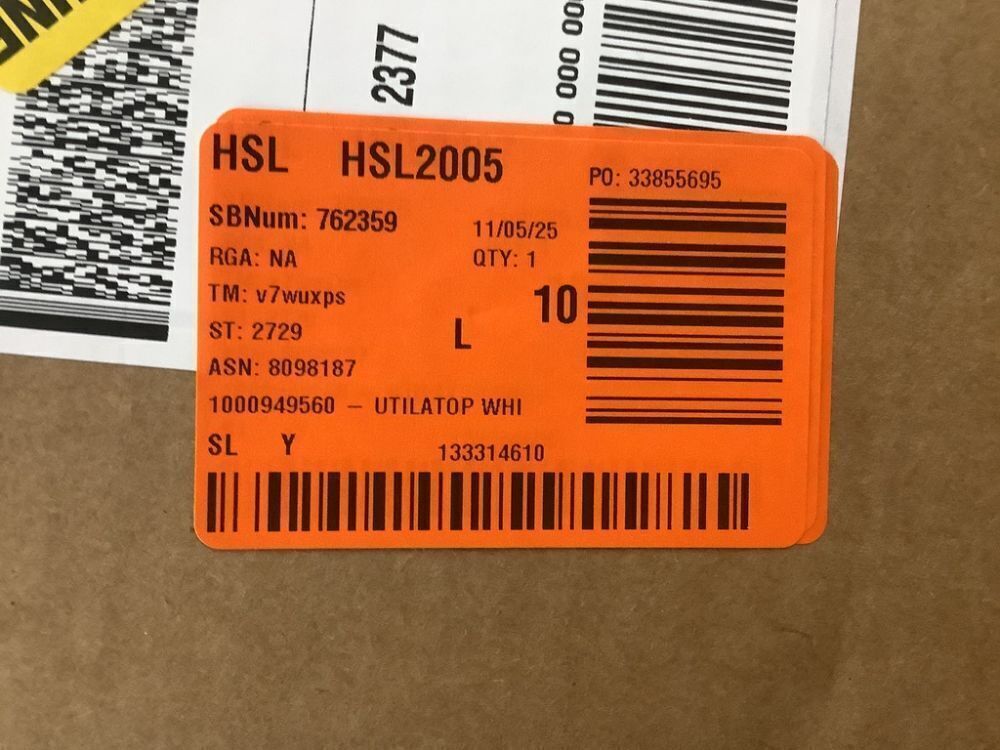 2377
HSL HSL2005
PO: 33855695
SBNum: 762359
11/05/25
RGA: NA
QTY: 1
TM: v7wuxps
10
ST: 2729
L
ASN: 8098187
1000949560 – UTILATOP WHI
SL Y
133314610